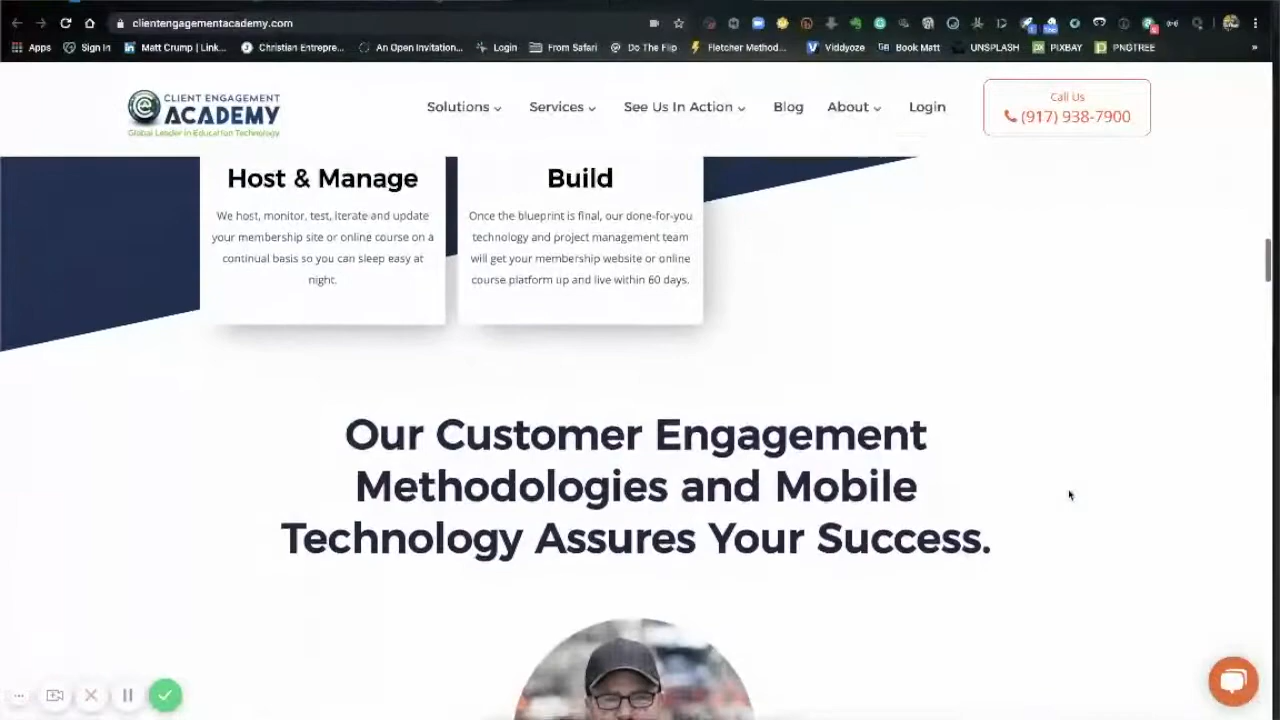 clientengagementacademy.com
Apps
Sign In
Matt Crump | Link...
Christian Entrepre...
An Open Invitation...
Login
From Safari
Do The Flip
Fletcher Method...
Viddyoze
Book Matt
UNSPLASH
PIXBAY
PNGTREE
»
CLIENT ENGAGEMENT
ACADEMY
Global Leader in Education Technology
Solutions
Services
See Us In Action
Blog
About
Login
Call Us
(917) 938-7900
Host & Manage
We host, monitor, test, iterate and update
your membership site or online course on a
continual basis so you can sleep easy at
night.
Build
Once the blueprint is final, our done-for-you
technology and project management team
will get your membership website or online
course platform up and live within 60 days.
Our Customer Engagement
Methodologies and Mobile
Technology Assures Your Success.